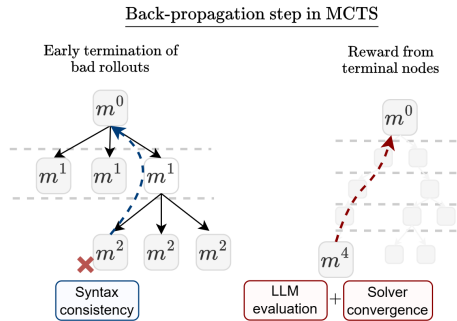 Back-propagation step in MCTS
Early termination of
bad rollouts
Reward from
terminal nodes
m⁰
m¹ m¹ m¹
m² m² m²
Syntax
consistency
m⁰
m⁴
LLM
evaluation
+
Solver
convergence